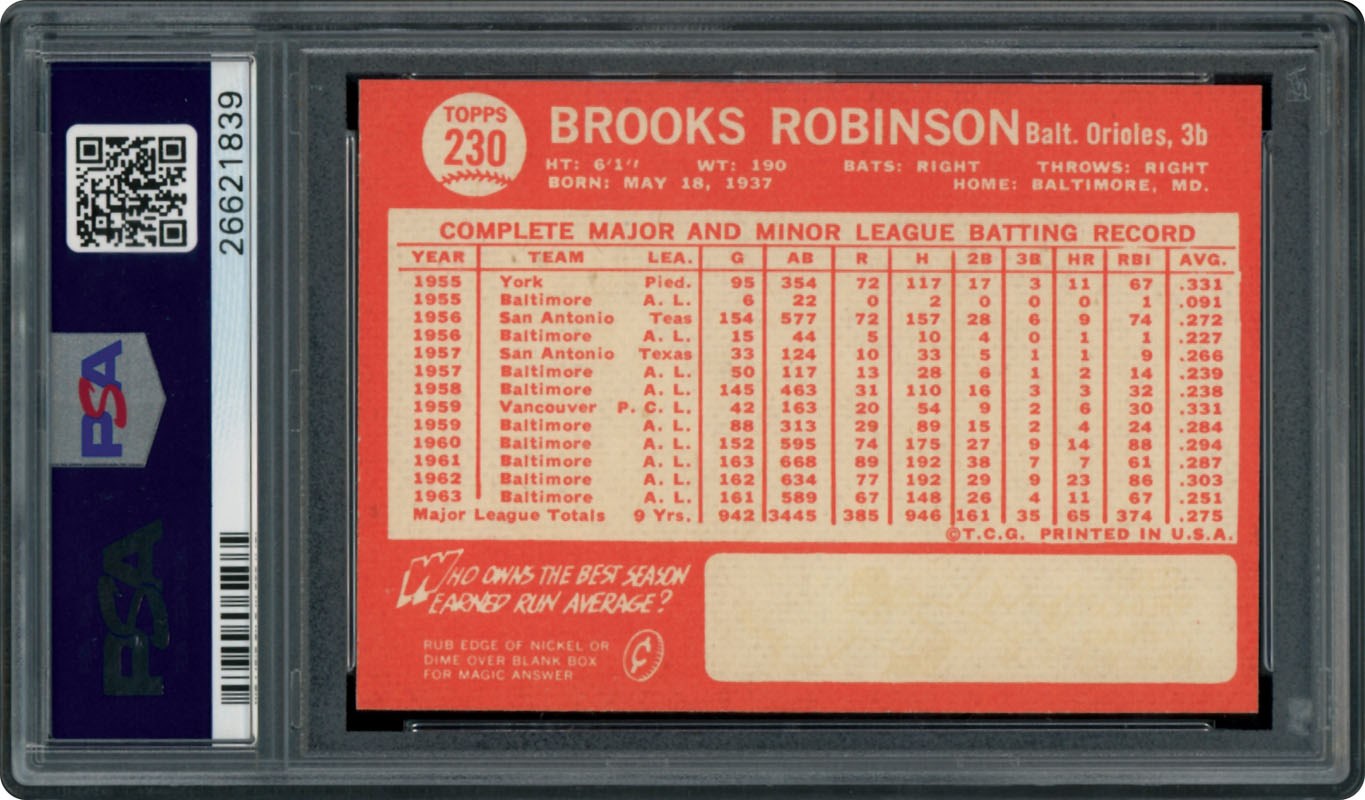 26621839
PSA
PSA
TOPPS
230
BROOKS ROBINSON Balt. Orioles, 3b
HT: 6'1" WT: 190 BATS: RIGHT THROWS: RIGHT
BORN: MAY 18, 1937 HOME: BALTIMORE, MD.
COMPLETE MAJOR AND MINOR LEAGUE BATTING RECORD
YEAR TEAM LEA. G AB R H 2B 3B HR RBI AVG.
1955 York Pied. 95 354 72 117 17 3 11 67 .331
1955 Baltimore A. L. 6 22 0 2 0 0 0 1 .091
1956 San Antonio Teas 154 577 72 157 28 6 9 74 .272
1956 Baltimore A. L. 15 44 5 10 4 0 1 1 .227
1957 San Antonio Texas 33 124 10 33 5 1 1 9 .266
1957 Baltimore A. L. 50 117 13 28 6 1 2 14 .239
1958 Baltimore A. L. 145 463 31 110 16 3 3 32 .238
1959 Vancouver P. C. L. 42 163 20 54 9 2 6 30 .331
1959 Baltimore A. L. 88 313 29 89 15 2 4 24 .284
1960 Baltimore A. L. 152 595 74 175 27 9 14 88 .294
1961 Baltimore A. L. 163 668 89 192 38 7 7 61 .287
1962 Baltimore A. L. 162 634 77 192 29 9 23 86 .303
1963 Baltimore A. L. 161 589 67 148 26 4 11 67 .251
Major League Totals 9 Yrs. 942 3445 385 946 161 35 65 374 .275
©T.C.G. PRINTED IN U.S.A.
WHO OWNS THE BEST SEASON
EARNED RUN AVERAGE?
RUB EDGE OF NICKEL OR
DIME OVER BLANK BOX
FOR MAGIC ANSWER
¢